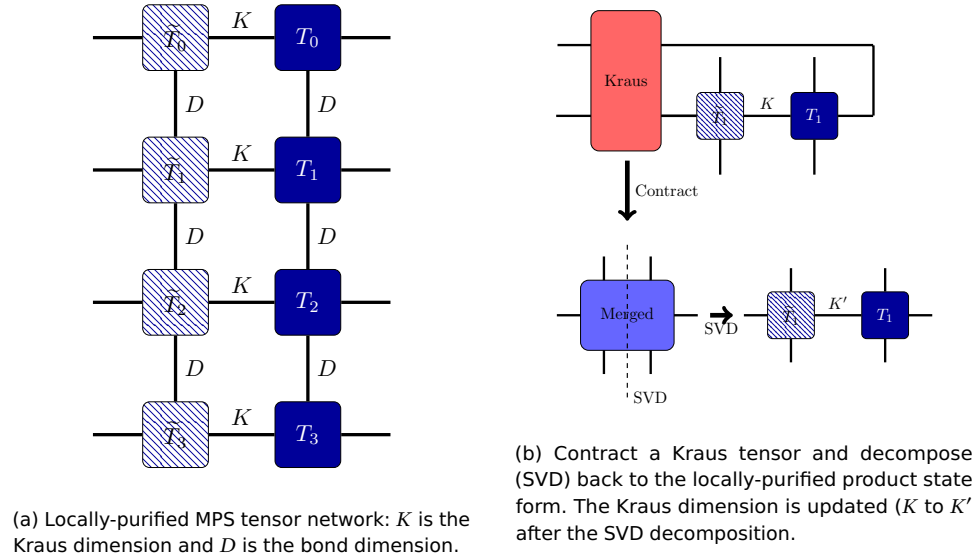 K
T̃₀
T₀
D
D
K
T̃₁
T₁
D
D
K
T̃₂
T₂
D
D
K
T̃₃
T₃
(a) Locally-purified MPS tensor network: K is the
Kraus dimension and D is the bond dimension.
Kraus
K
T̃₁
T₁
Contract
Merged
SVD
SVD
K′
T̃₁
T₁
(b) Contract a Kraus tensor and decompose
(SVD) back to the locally-purified product state
form. The Kraus dimension is updated (K to K′
after the SVD decomposition.